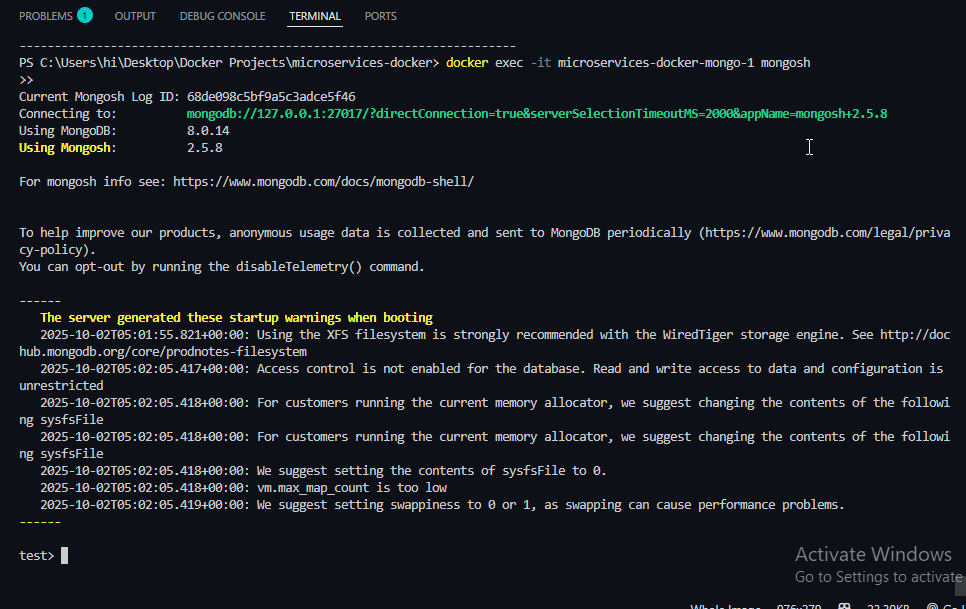 PROBLEMS 1 OUTPUT DEBUG CONSOLE TERMINAL PORTS
-----------------------------------------------------------------------
PS C:\Users\hi\Desktop\Docker Projects\microservices-docker> docker exec -it microservices-docker-mongo-1 mongosh
>>
Current Mongosh Log ID: 68de098c5bf9a5c3adce5f46
Connecting to: mongodb://127.0.0.1:27017/?directConnection=true&serverSelectionTimeoutMS=2000&appName=mongosh+2.5.8
Using MongoDB: 8.0.14
Using Mongosh: 2.5.8
For mongosh info see: https://www.mongodb.com/docs/mongodb-shell/
To help improve our products, anonymous usage data is collected and sent to MongoDB periodically (https://www.mongodb.com/legal/priva
cy-policy).
You can opt-out by running the disableTelemetry() command.
------
The server generated these startup warnings when booting
2025-10-02T05:01:55.821+00:00: Using the XFS filesystem is strongly recommended with the WiredTiger storage engine. See http://doc
hub.mongodb.org/core/prodnotes-filesystem
2025-10-02T05:02:05.417+00:00: Access control is not enabled for the database. Read and write access to data and configuration is
unrestricted
2025-10-02T05:02:05.418+00:00: For customers running the current memory allocator, we suggest changing the contents of the followi
ng sysfsFile
2025-10-02T05:02:05.418+00:00: For customers running the current memory allocator, we suggest changing the contents of the followi
ng sysfsFile
2025-10-02T05:02:05.418+00:00: We suggest setting the contents of sysfsFile to 0.
2025-10-02T05:02:05.418+00:00: vm.max_map_count is too low
2025-10-02T05:02:05.419+00:00: We suggest setting swappiness to 0 or 1, as swapping can cause performance problems.
------
test>
Activate Windows
Go to Settings to activate